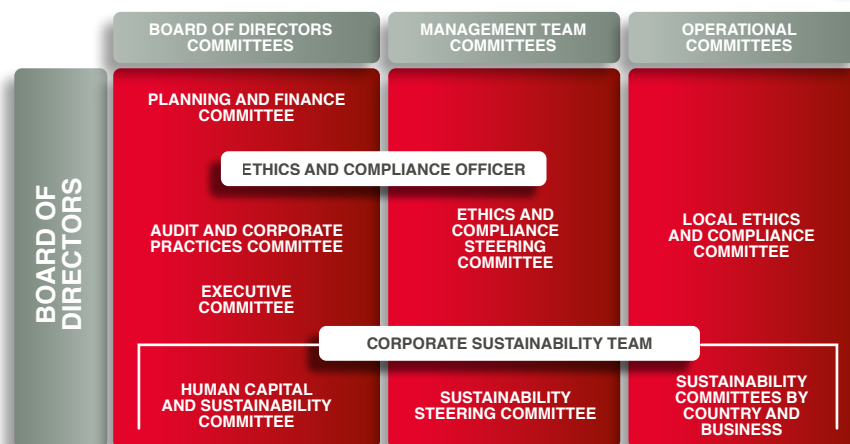 BOARD OF DIRECTORS
COMMITTEES
MANAGEMENT TEAM
COMMITTEES
OPERATIONAL
COMMITTEES
BOARD OF
DIRECTORS
PLANNING AND FINANCE
COMMITTEE
ETHICS AND COMPLIANCE OFFICER
AUDIT AND CORPORATE
PRACTICES COMMITTEE
ETHICS AND
COMPLIANCE
STEERING
COMMITTEE
LOCAL ETHICS
AND COMPLIANCE
COMMITTEE
EXECUTIVE
COMMITTEE
CORPORATE SUSTAINABILITY TEAM
HUMAN CAPITAL
AND SUSTAINABILITY
COMMITTEE
SUSTAINABILITY
STEERING COMMITTEE
SUSTAINABILITY
COMMITTEES BY
COUNTRY AND
BUSINESS